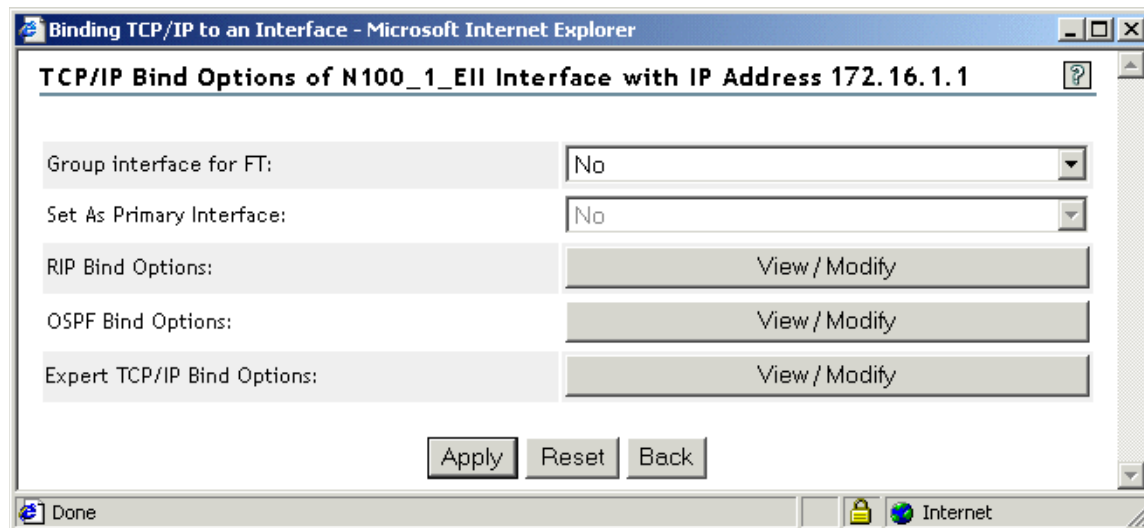 Binding TCP/IP to an Interface - Microsoft Internet Explorer
TCP/IP Bind Options of N100_1_EII Interface with IP Address 172.16.1.1 ?
Group interface for FT: No
Set As Primary Interface: No
RIP Bind Options: View / Modify
OSPF Bind Options: View / Modify
Expert TCP/IP Bind Options: View / Modify
Apply Reset Back
Done Internet